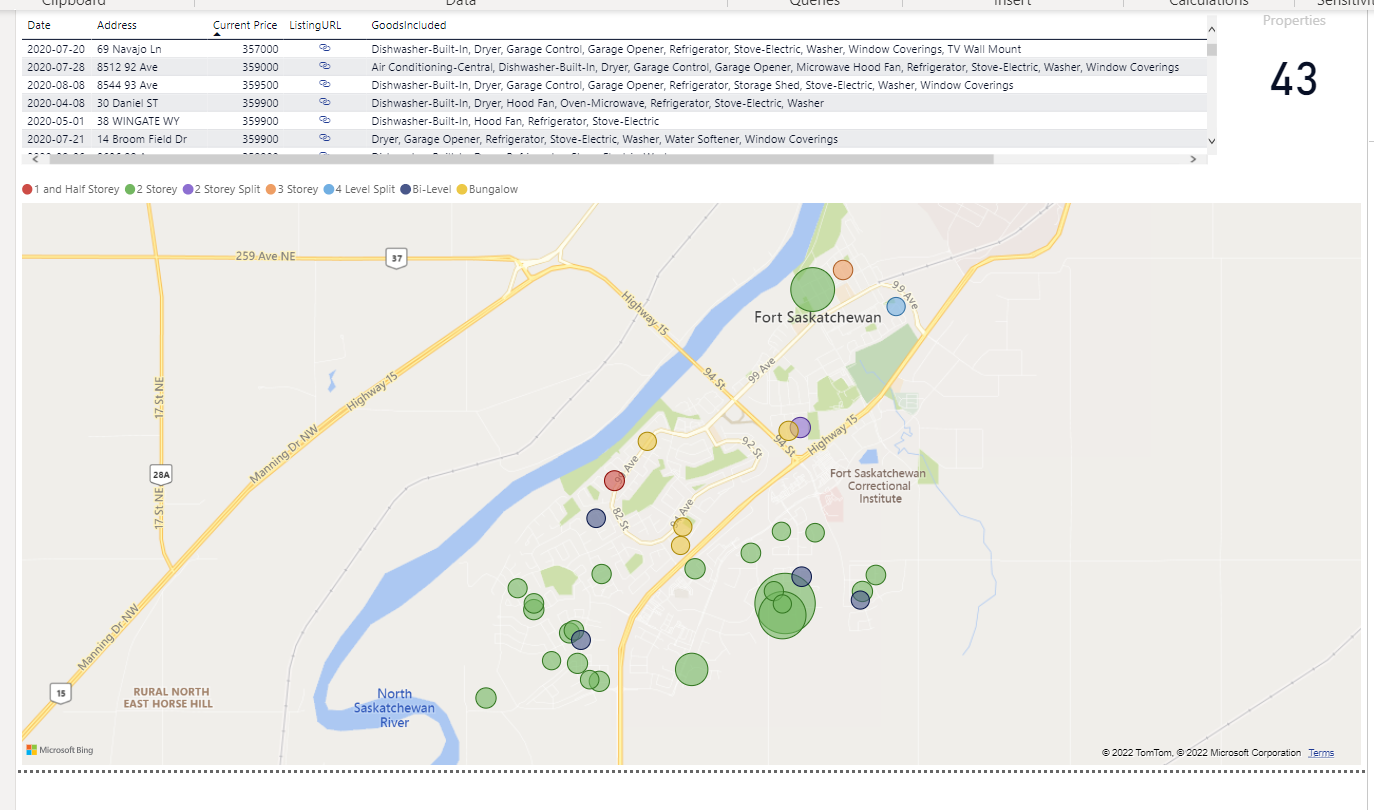 Clipboard Data Queries Insert Calculations
Date Address Current Price ListingURL GoodsIncluded
2020-07-20 69 Navajo Ln 357000 Dishwasher-Built-In, Dryer, Garage Control, Garage Opener, Refrigerator, Stove-Electric, Washer, Window Coverings, TV Wall Mount
2020-07-28 8512 92 Ave 359000 Air Conditioning-Central, Dishwasher-Built-In, Dryer, Garage Control, Garage Opener, Microwave Hood Fan, Refrigerator, Stove-Electric, Washer, Window Coverings
2020-08-08 8544 93 Ave 359500 Dishwasher-Built-In, Dryer, Garage Control, Garage Opener, Refrigerator, Storage Shed, Stove-Electric, Washer, Window Coverings
2020-04-08 30 Daniel ST 359900 Dishwasher-Built-In, Dryer, Hood Fan, Oven-Microwave, Refrigerator, Stove-Electric, Washer
2020-05-01 38 WINGATE WY 359900 Dishwasher-Built-In, Hood Fan, Refrigerator, Stove-Electric
2020-07-21 14 Broom Field Dr 359900 Dryer, Garage Opener, Refrigerator, Stove-Electric, Washer, Water Softener, Window Coverings
Properties
43
1 and Half Storey 2 Storey 2 Storey Split 3 Storey 4 Level Split Bi-Level Bungalow
259 Ave NE
37
99 Ave
Highway 15
Fort Saskatchewan
99 Ave
94 St
17 St NE
Highway 15
Manning Dr NW
92 St
94 St
Highway 15
28A
Fort Saskatchewan
Correctional
Institute
17 St NE
82 St
Manning Dr NW
15
RURAL NORTH
EAST HORSE HILL
North
Saskatchewan
River
Microsoft Bing
© 2022 TomTom, © 2022 Microsoft Corporation Terms